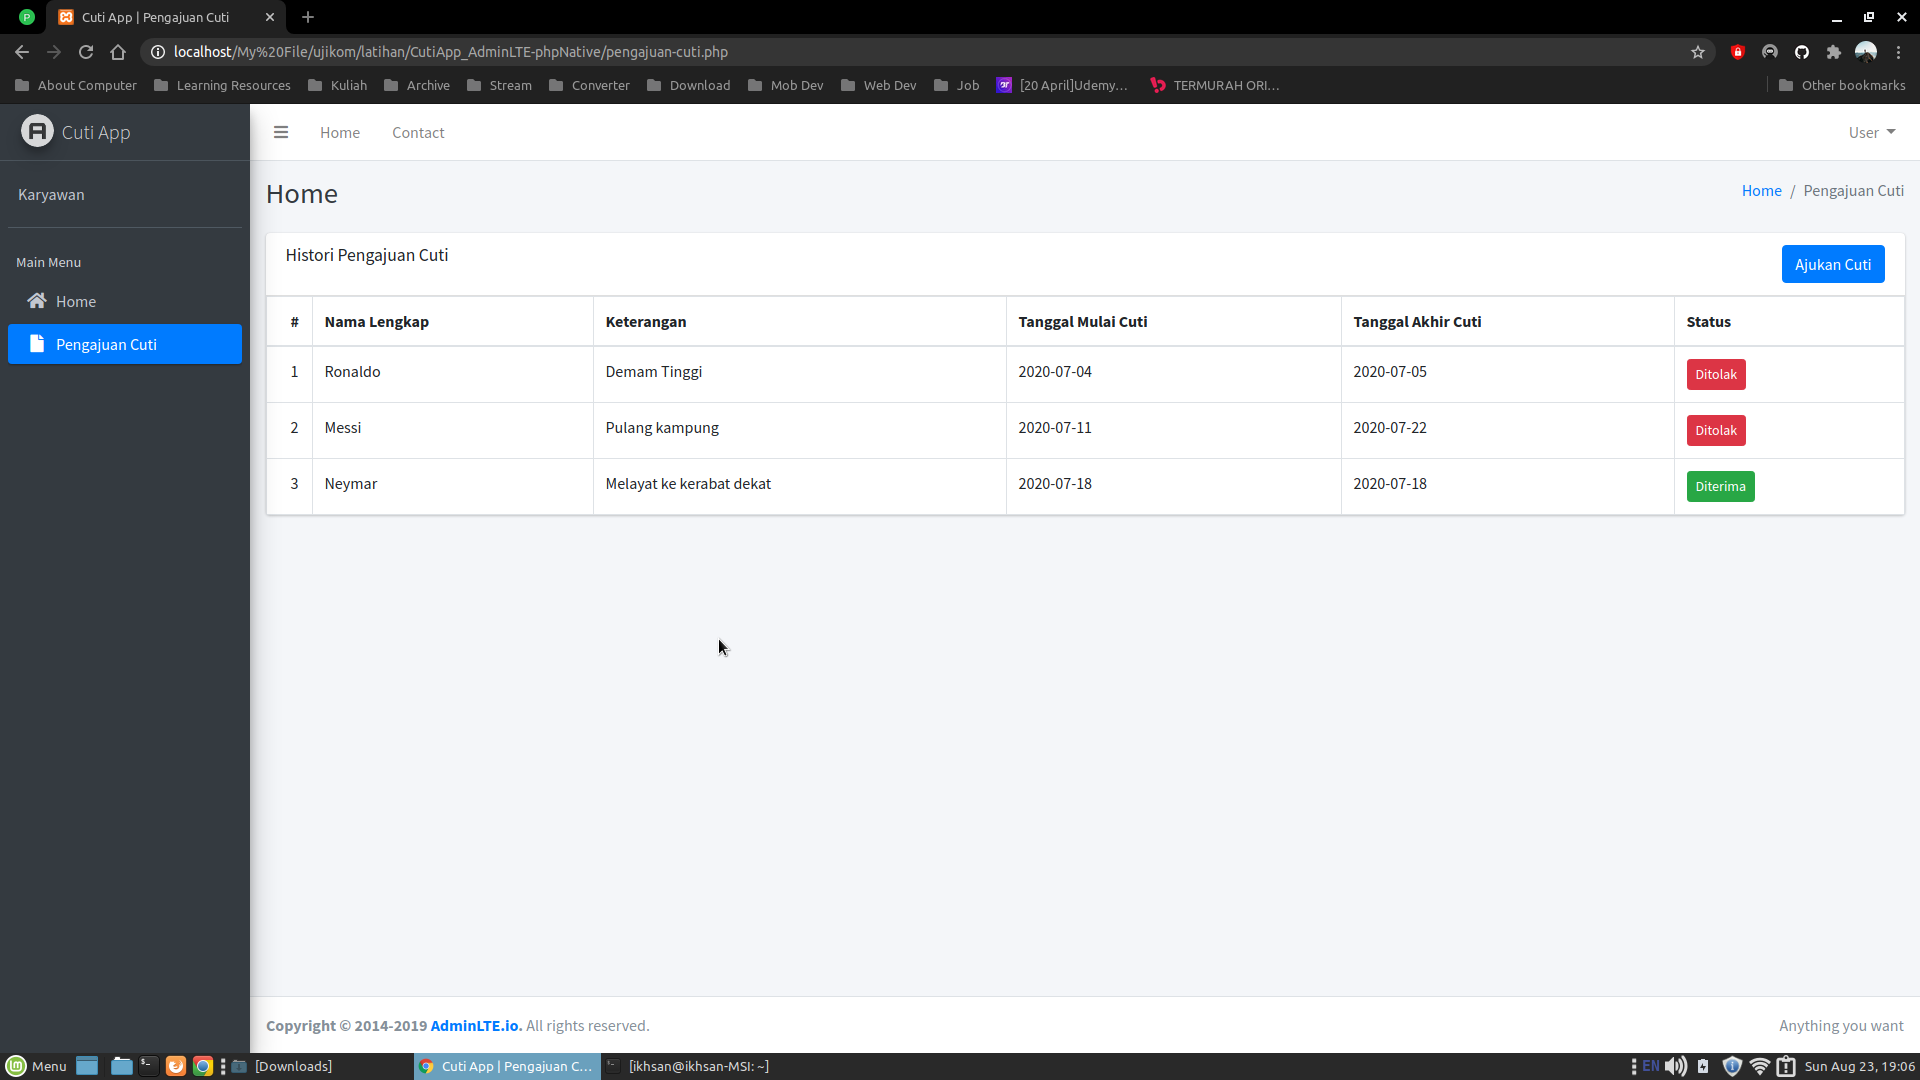 Cuti App | Pengajuan Cuti
localhost/My%20File/ujikom/latihan/CutiApp_AdminLTE-phpNative/pengajuan-cuti.php
About Computer Learning Resources Kuliah Archive Stream Converter Download Mob Dev Web Dev Job [20 April]Udemy... TERMURAH ORI... Other bookmarks
Cuti App
Home Contact User
Karyawan
Main Menu
Home
Pengajuan Cuti
Home
Home / Pengajuan Cuti
Histori Pengajuan Cuti
Ajukan Cuti
# Nama Lengkap Keterangan Tanggal Mulai Cuti Tanggal Akhir Cuti Status
1 Ronaldo Demam Tinggi 2020-07-04 2020-07-05 Ditolak
2 Messi Pulang kampung 2020-07-11 2020-07-22 Ditolak
3 Neymar Melayat ke kerabat dekat 2020-07-18 2020-07-18 Diterima
Copyright © 2014-2019 AdminLTE.io. All rights reserved.
Anything you want
Menu [Downloads] Cuti App | Pengajuan C... [ikhsan@ikhsan-MSI: ~] EN Sun Aug 23, 19:06